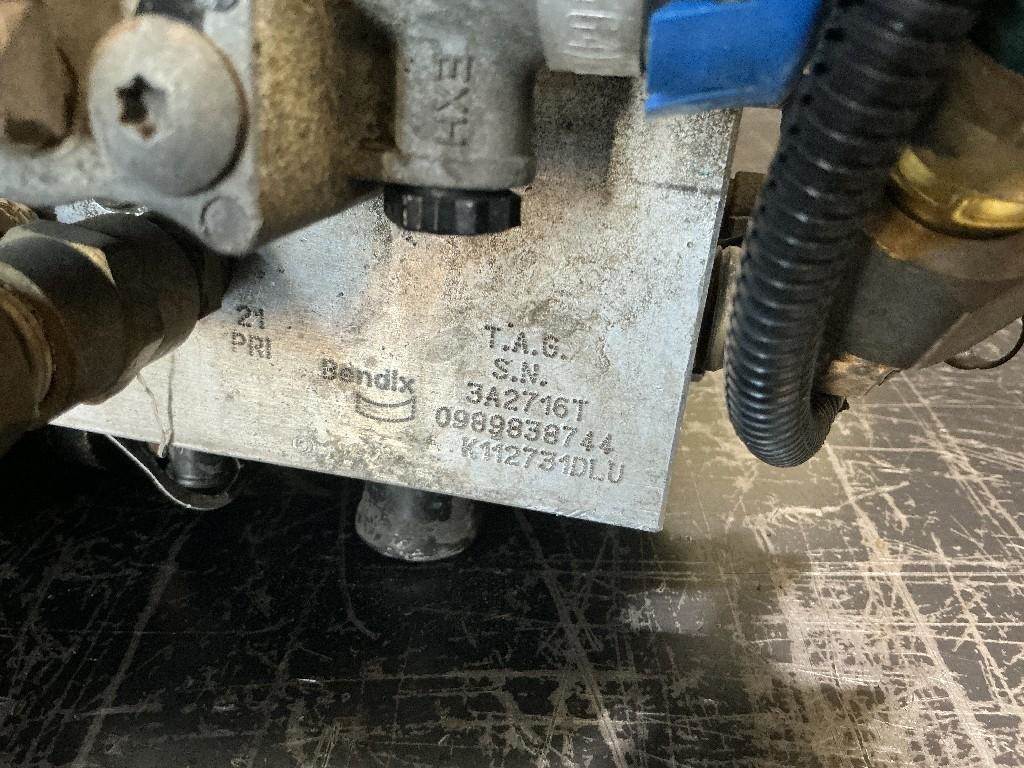 EXH
21
PRI
Bendix
T.A.G.
S.N.
3A2716T
0989838744
K112731DLU